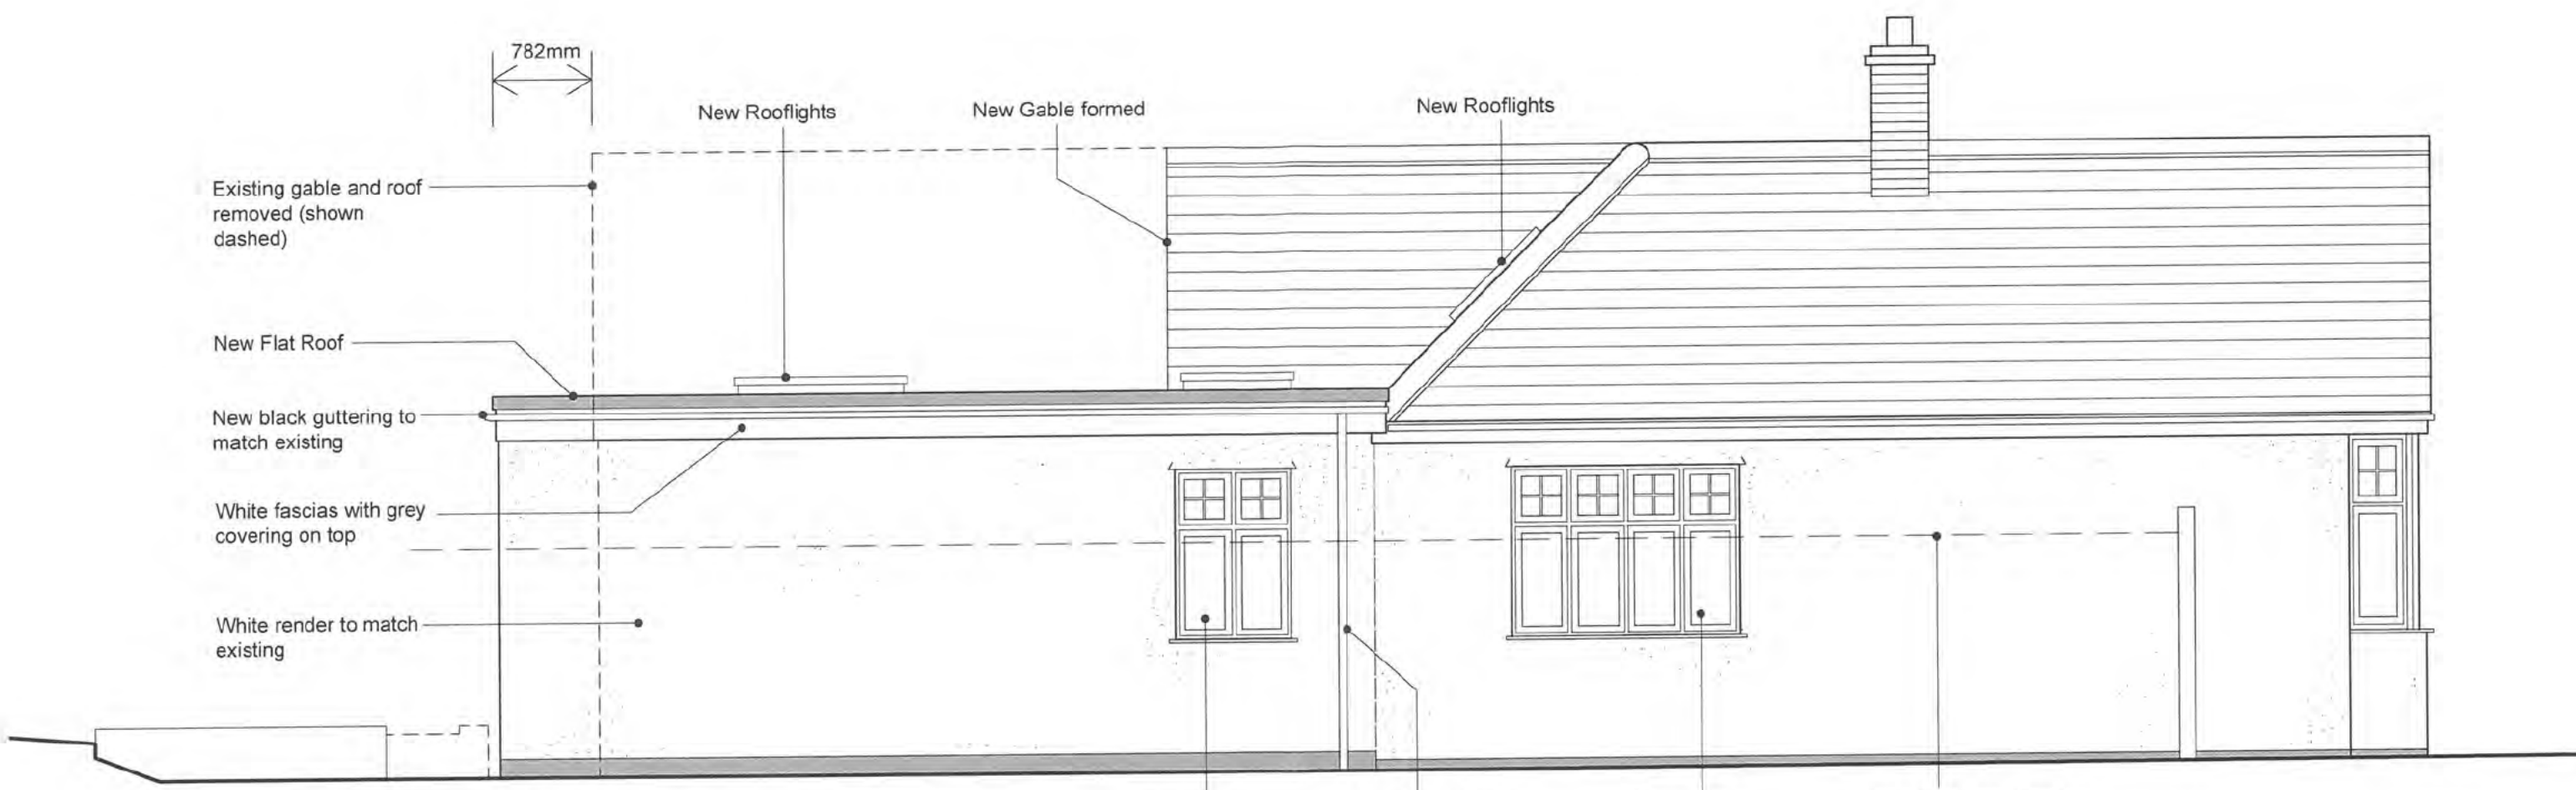 782mm
New Rooflights
New Gable formed
New Rooflights
Existing gable and roof
removed (shown
dashed)
New Flat Roof
New black guttering to
match existing
White fascias with grey
covering on top
White render to match
existing